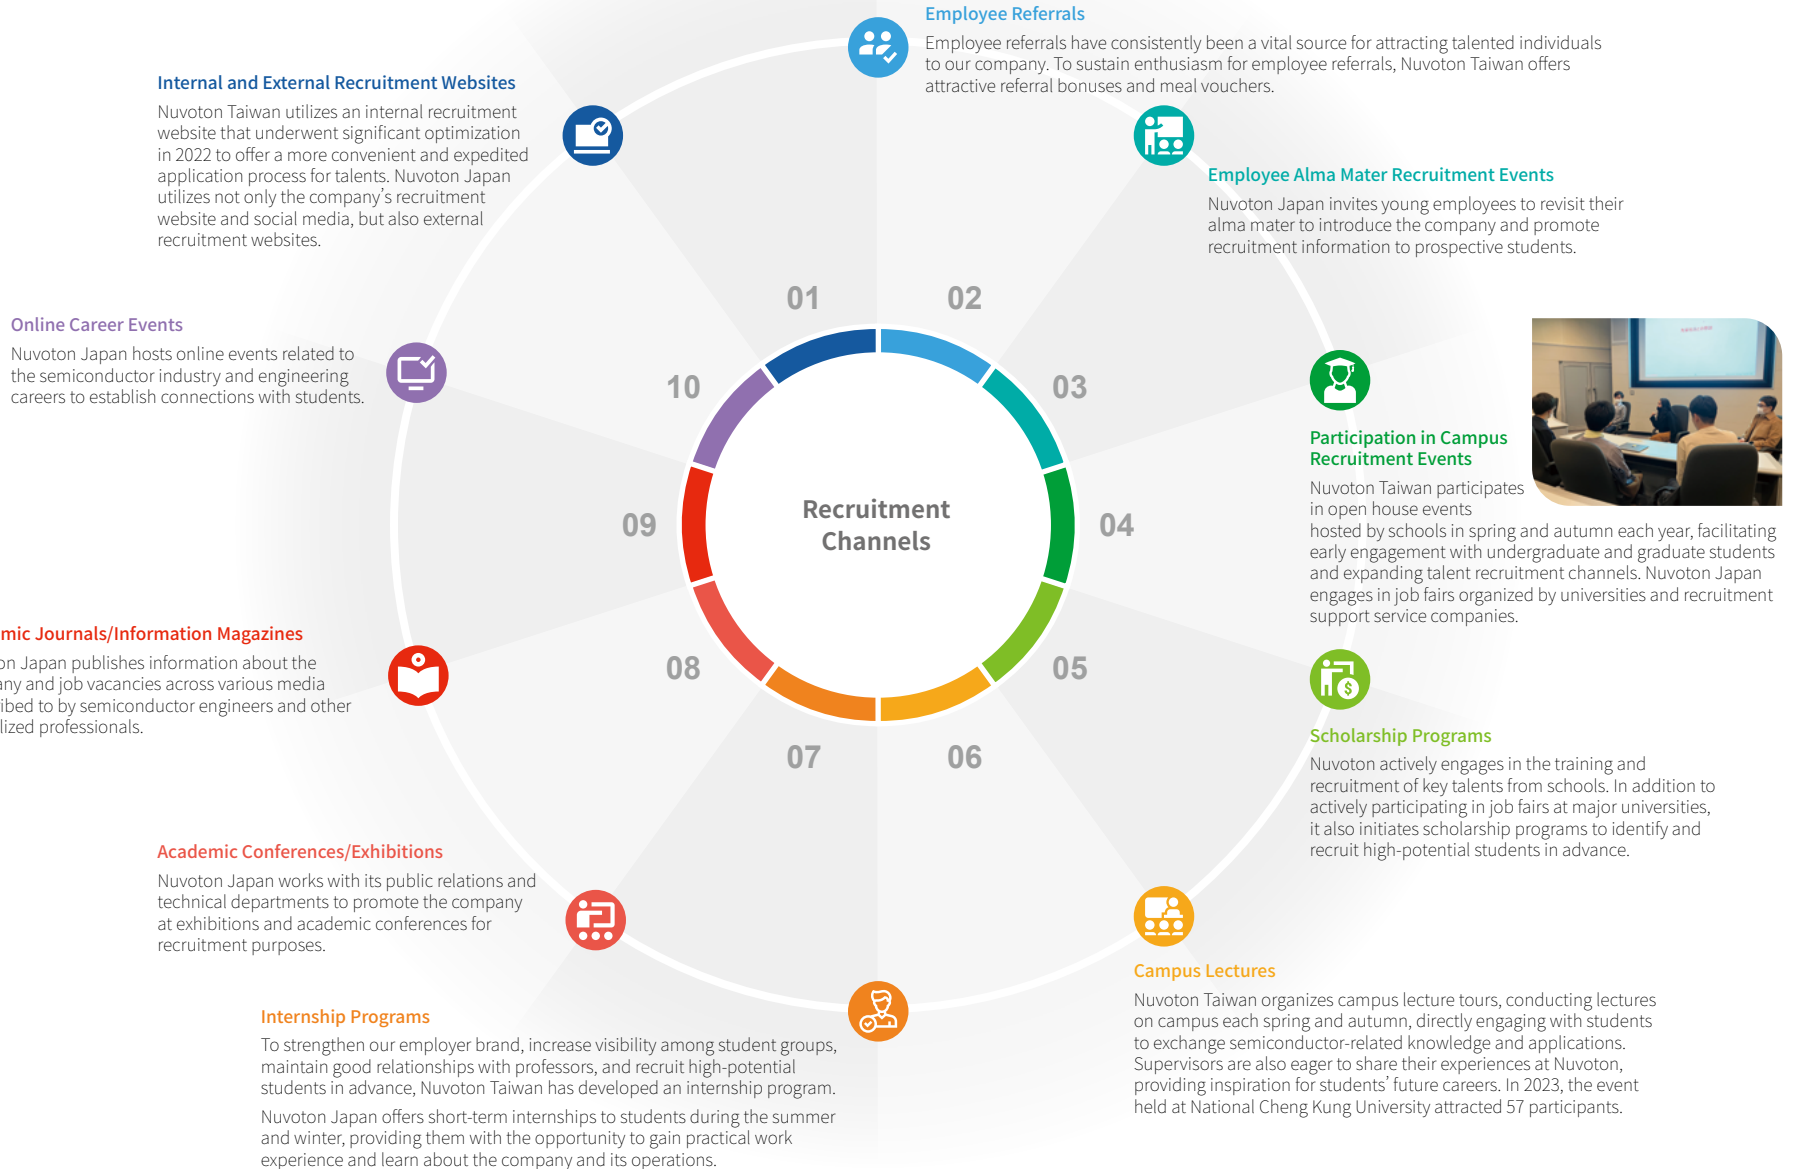 Employee Referrals
Employee referrals have consistently been a vital source for attracting talented individuals
to our company. To sustain enthusiasm for employee referrals, Nuvoton Taiwan offers
attractive referral bonuses and meal vouchers.
Internal and External Recruitment Websites
Nuvoton Taiwan utilizes an internal recruitment
website that underwent significant optimization
in 2022 to offer a more convenient and expedited
application process for talents. Nuvoton Japan
utilizes not only the company's recruitment
website and social media, but also external
recruitment websites.
Employee Alma Mater Recruitment Events
Nuvoton Japan invites young employees to revisit their
alma mater to introduce the company and promote
recruitment information to prospective students.
01
02
03
04
05
06
07
08
09
10
Recruitment
Channels
Online Career Events
Nuvoton Japan hosts online events related to
the semiconductor industry and engineering
careers to establish connections with students.
Participation in Campus
Recruitment Events
Nuvoton Taiwan participates
in open house events
hosted by schools in spring and autumn each year, facilitating
early engagement with undergraduate and graduate students
and expanding talent recruitment channels. Nuvoton Japan
engages in job fairs organized by universities and recruitment
support service companies.
mic Journals/Information Magazines
on Japan publishes information about the
any and job vacancies across various media
ribed to by semiconductor engineers and other
lized professionals.
Scholarship Programs
Nuvoton actively engages in the training and
recruitment of key talents from schools. In addition to
actively participating in job fairs at major universities,
it also initiates scholarship programs to identify and
recruit high-potential students in advance.
Academic Conferences/Exhibitions
Nuvoton Japan works with its public relations and
technical departments to promote the company
at exhibitions and academic conferences for
recruitment purposes.
Campus Lectures
Nuvoton Taiwan organizes campus lecture tours, conducting lectures
on campus each spring and autumn, directly engaging with students
to exchange semiconductor-related knowledge and applications.
Supervisors are also eager to share their experiences at Nuvoton,
providing inspiration for students' future careers. In 2023, the event
held at National Cheng Kung University attracted 57 participants.
Internship Programs
To strengthen our employer brand, increase visibility among student groups,
maintain good relationships with professors, and recruit high-potential
students in advance, Nuvoton Taiwan has developed an internship program.
Nuvoton Japan offers short-term internships to students during the summer
and winter, providing them with the opportunity to gain practical work
experience and learn about the company and its operations.